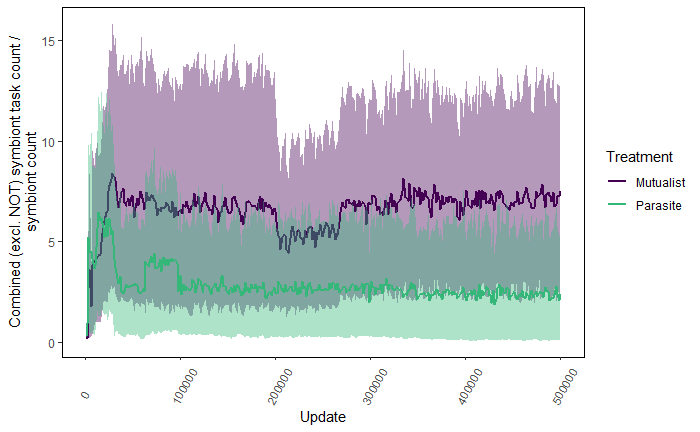 Combined (excl. NOT) symbiont task count /
symbiont count
15
10
5
0
0
100000
200000
300000
400000
500000
Update
Treatment
Mutualist
Parasite